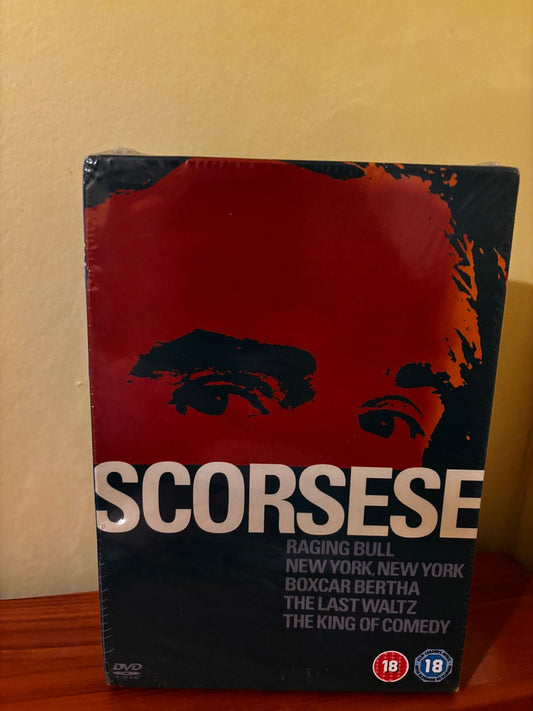 SCORSESE
RAGING BULL
NEW YORK, NEW YORK
BOXCAR BERTHA
THE LAST WALTZ
THE KING OF COMEDY
DVD
VIDEO
18
18